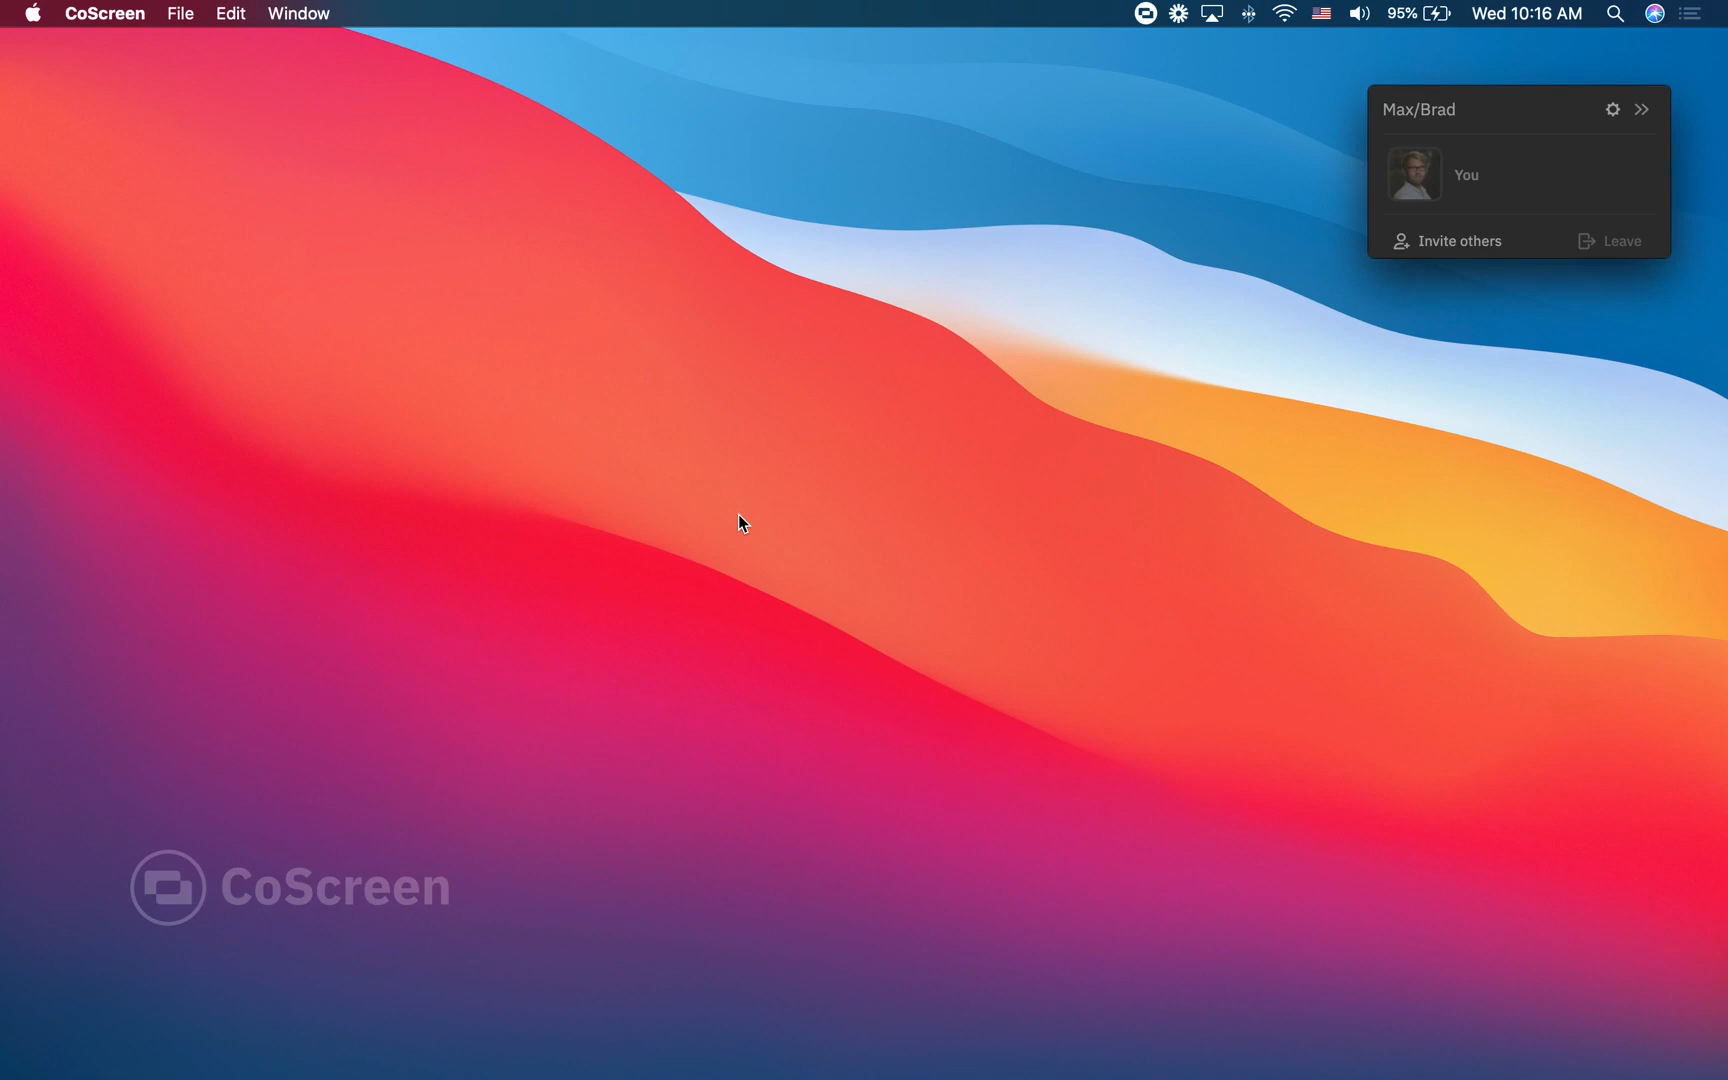 CoScreen File Edit Window 95% Wed 10:16 AM
Max/Brad
You
Invite others Leave
CoScreen